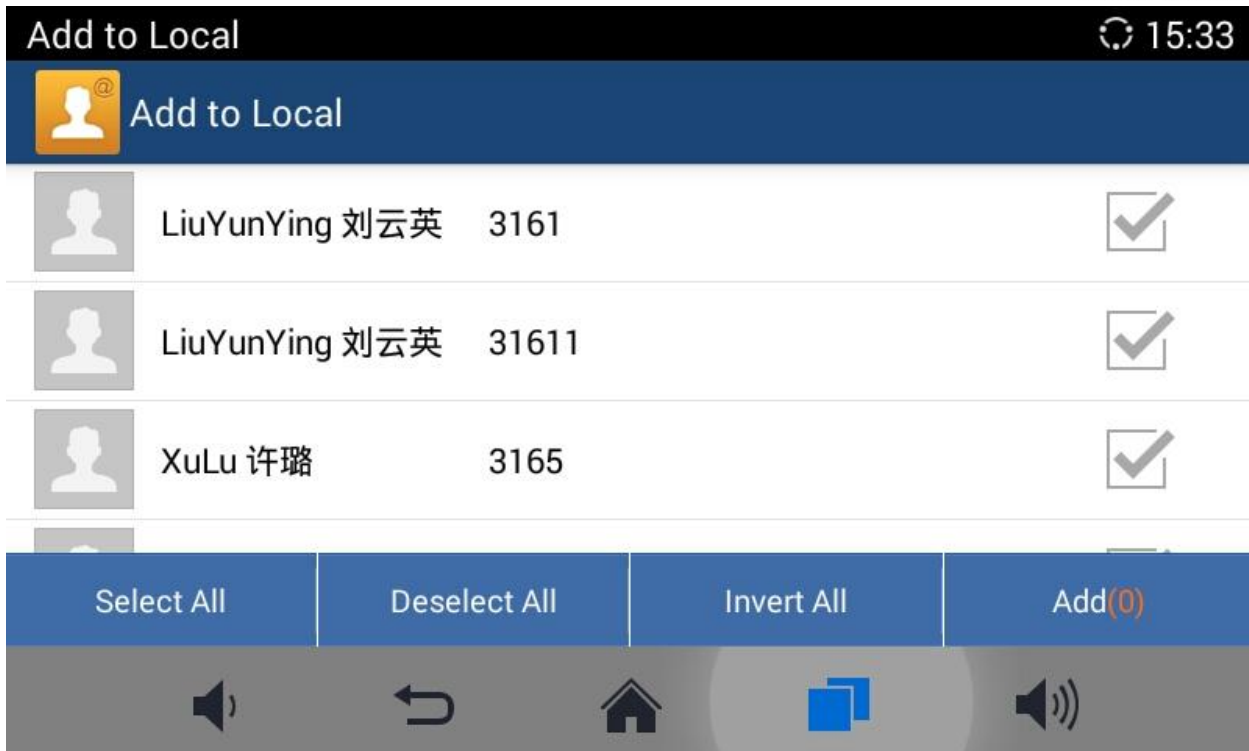 Add to Local 15:33
@ Add to Local
LiuYunYing 刘云英 3161
LiuYunYing 刘云英 31611
XuLu 许璐 3165
Select All Deselect All Invert All Add(0)